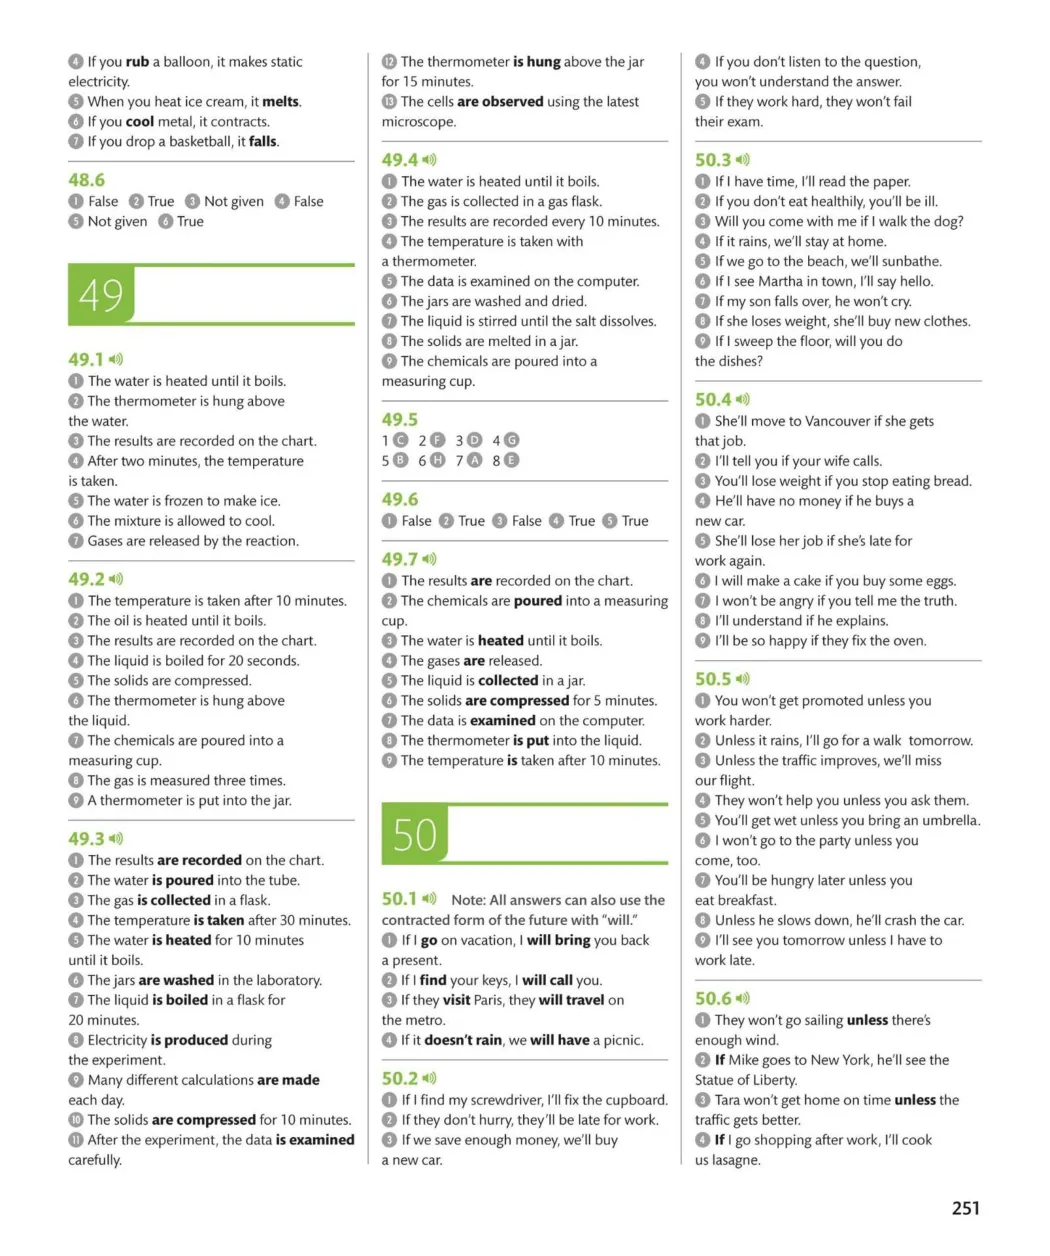 4 If you rub a balloon, it makes static
electricity.
5 When you heat ice cream, it melts.
6 If you cool metal, it contracts.
7 If you drop a basketball, it falls.
48.6
1 False 2 True 3 Not given 4 False
5 Not given 6 True
49
49.1
1 The water is heated until it boils.
2 The thermometer is hung above
the water.
3 The results are recorded on the chart.
4 After two minutes, the temperature
is taken.
5 The water is frozen to make ice.
6 The mixture is allowed to cool.
7 Gases are released by the reaction.
49.2
1 The temperature is taken after 10 minutes.
2 The oil is heated until it boils.
3 The results are recorded on the chart.
4 The liquid is boiled for 20 seconds.
5 The solids are compressed.
6 The thermometer is hung above
the liquid.
7 The chemicals are poured into a
measuring cup.
8 The gas is measured three times.
9 A thermometer is put into the jar.
49.3
1 The results are recorded on the chart.
2 The water is poured into the tube.
3 The gas is collected in a flask.
4 The temperature is taken after 30 minutes.
5 The water is heated for 10 minutes
until it boils.
6 The jars are washed in the laboratory.
7 The liquid is boiled in a flask for
20 minutes.
8 Electricity is produced during
the experiment.
9 Many different calculations are made
each day.
10 The solids are compressed for 10 minutes.
11 After the experiment, the data is examined
carefully.
12 The thermometer is hung above the jar
for 15 minutes.
13 The cells are observed using the latest
microscope.
49.4
1 The water is heated until it boils.
2 The gas is collected in a gas flask.
3 The results are recorded every 10 minutes.
4 The temperature is taken with
a thermometer.
5 The data is examined on the computer.
6 The jars are washed and dried.
7 The liquid is stirred until the salt dissolves.
8 The solids are melted in a jar.
9 The chemicals are poured into a
measuring cup.
49.5
1 C 2 F 3 D 4 G
5 B 6 H 7 A 8 E
49.6
1 False 2 True 3 False 4 True 5 True
49.7
1 The results are recorded on the chart.
2 The chemicals are poured into a measuring
cup.
3 The water is heated until it boils.
4 The gases are released.
5 The liquid is collected in a jar.
6 The solids are compressed for 5 minutes.
7 The data is examined on the computer.
8 The thermometer is put into the liquid.
9 The temperature is taken after 10 minutes.
50
50.1 Note: All answers can also use the
contracted form of the future with "will."
1 If I go on vacation, I will bring you back
a present.
2 If I find your keys, I will call you.
3 If they visit Paris, they will travel on
the metro.
4 If it doesn't rain, we will have a picnic.
50.2
1 If I find my screwdriver, I'll fix the cupboard.
2 If they don't hurry, they'll be late for work.
3 If we save enough money, we'll buy
a new car.
4 If you don't listen to the question,
you won't understand the answer.
5 If they work hard, they won't fail
their exam.
50.3
1 If I have time, I'll read the paper.
2 If you don't eat healthily, you'll be ill.
3 Will you come with me if I walk the dog?
4 If it rains, we'll stay at home.
5 If we go to the beach, we'll sunbathe.
6 If I see Martha in town, I'll say hello.
7 If my son falls over, he won't cry.
8 If she loses weight, she'll buy new clothes.
9 If I sweep the floor, will you do
the dishes?
50.4
1 She'll move to Vancouver if she gets
that job.
2 I'll tell you if your wife calls.
3 You'll lose weight if you stop eating bread.
4 He'll have no money if he buys a
new car.
5 She'll lose her job if she's late for
work again.
6 I will make a cake if you buy some eggs.
7 I won't be angry if you tell me the truth.
8 I'll understand if he explains.
9 I'll be so happy if they fix the oven.
50.5
1 You won't get promoted unless you
work harder.
2 Unless it rains, I'll go for a walk tomorrow.
3 Unless the traffic improves, we'll miss
our flight.
4 They won't help you unless you ask them.
5 You'll get wet unless you bring an umbrella.
6 I won't go to the party unless you
come, too.
7 You'll be hungry later unless you
eat breakfast.
8 Unless he slows down, he'll crash the car.
9 I'll see you tomorrow unless I have to
work late.
50.6
1 They won't go sailing unless there's
enough wind.
2 If Mike goes to New York, he'll see the
Statue of Liberty.
3 Tara won't get home on time unless the
traffic gets better.
4 If I go shopping after work, I'll cook
us lasagne.
251